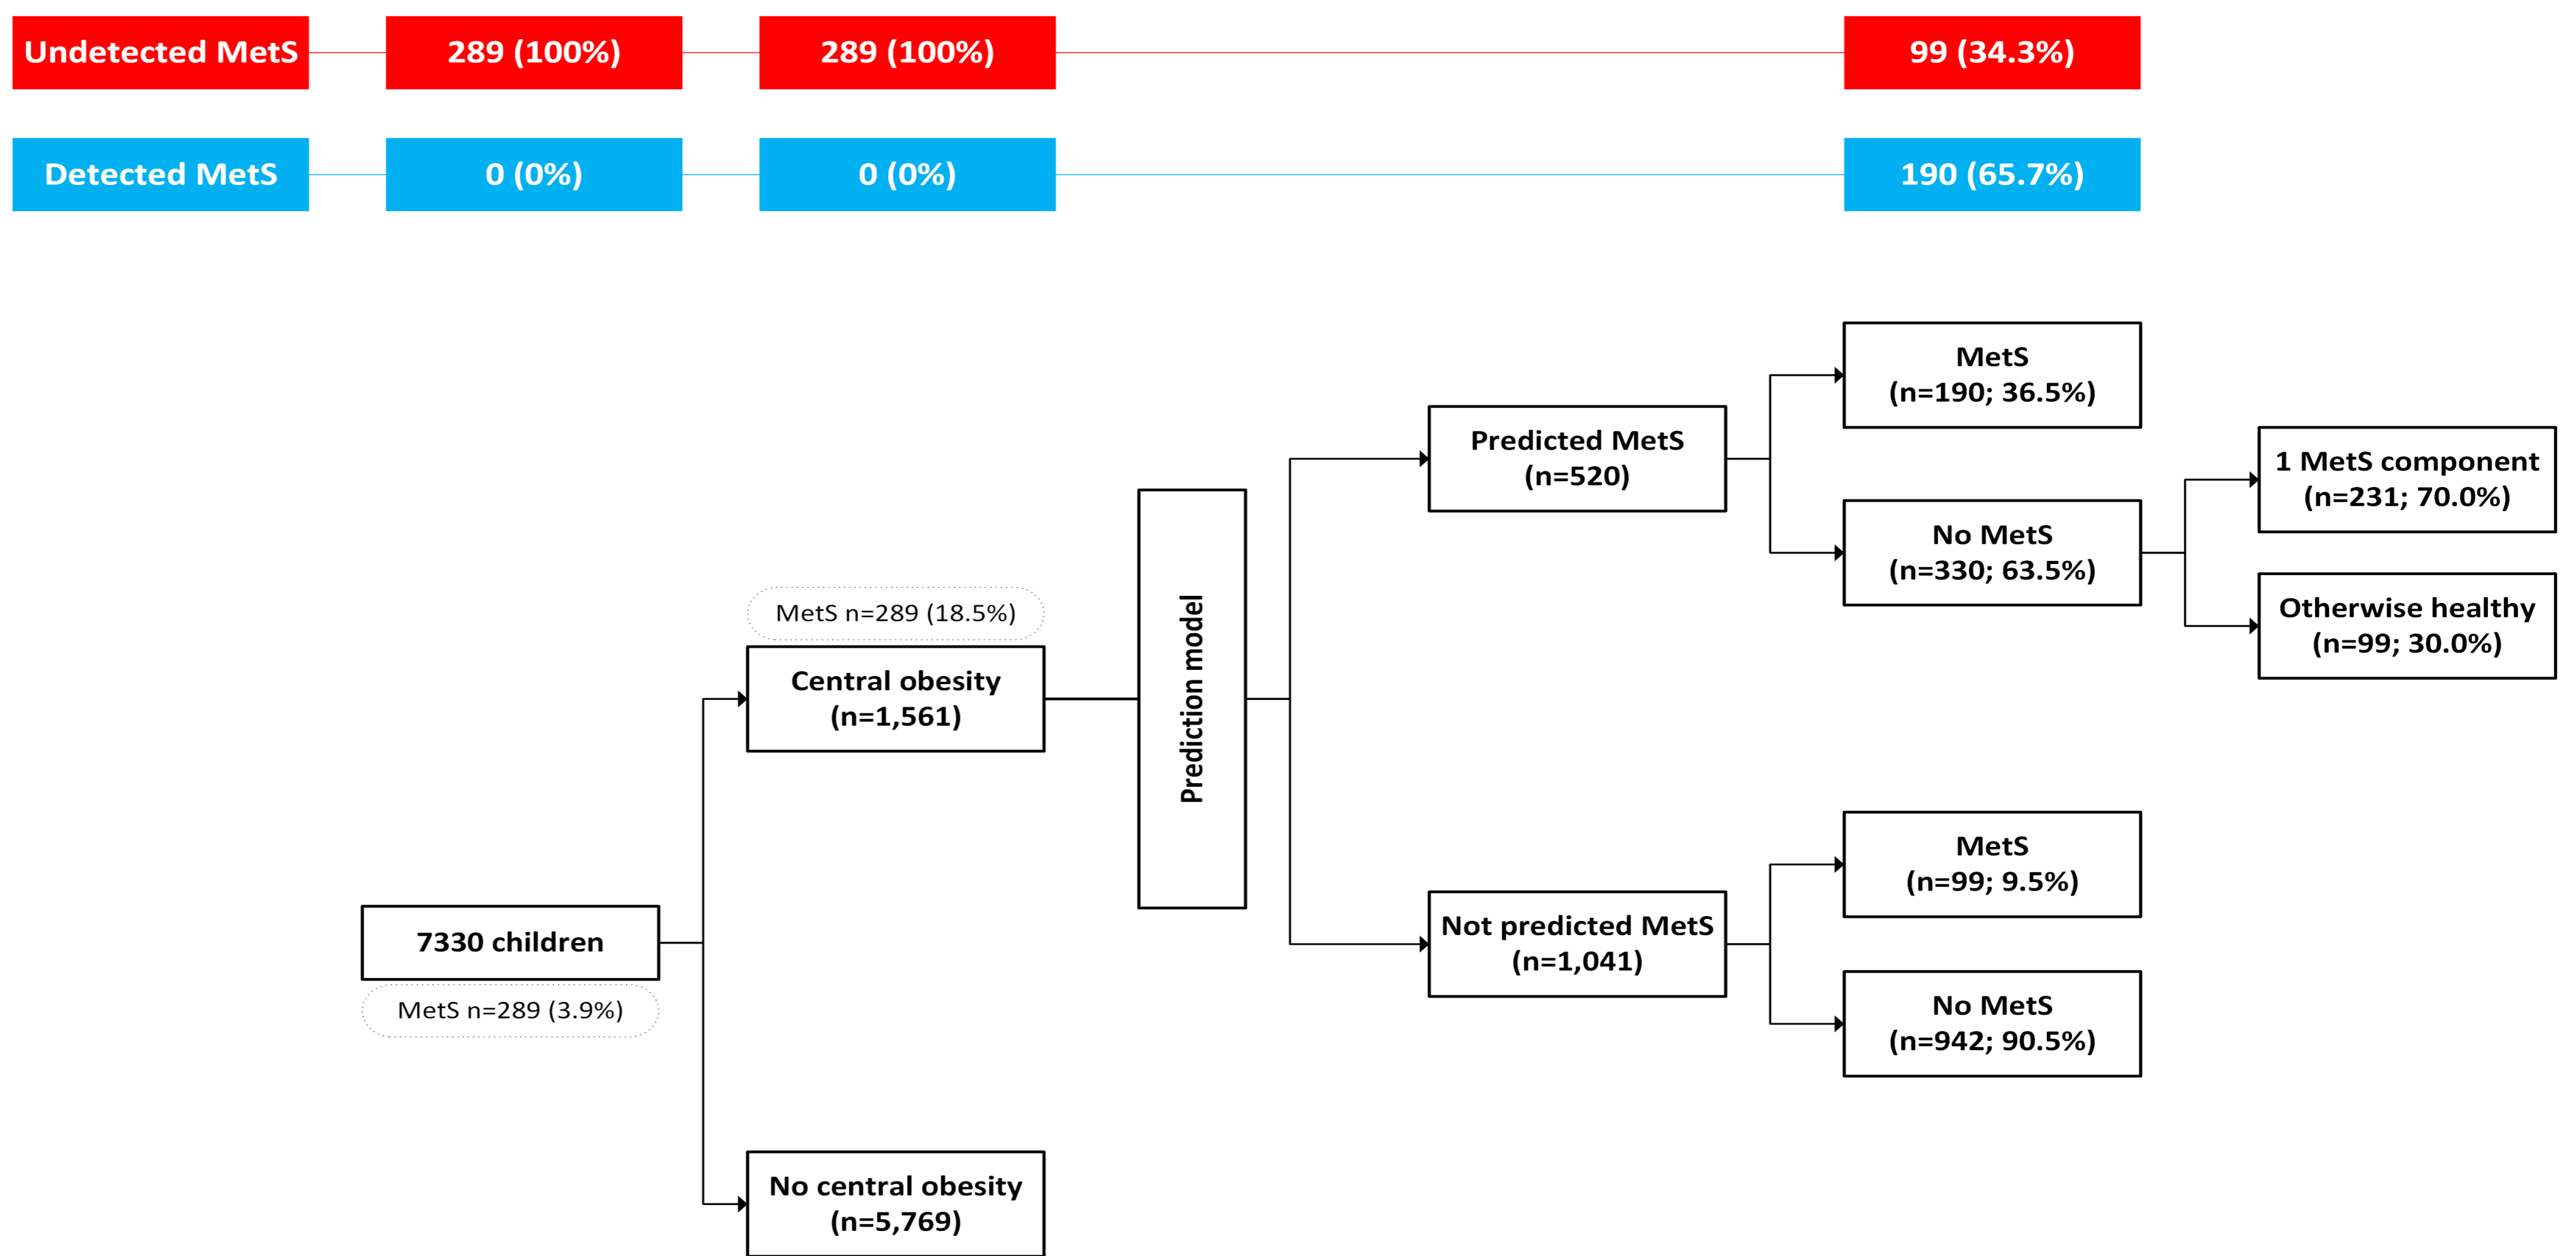 Undetected MetS
289 (100%)
289 (100%)
99 (34.3%)
Detected MetS
0 (0%)
0 (0%)
190 (65.7%)
7330 children
MetS n=289 (3.9%)
MetS n=289 (18.5%)
Central obesity
(n=1,561)
No central obesity
(n=5,769)
Prediction model
Predicted MetS
(n=520)
Not predicted MetS
(n=1,041)
MetS
(n=190; 36.5%)
No MetS
(n=330; 63.5%)
MetS
(n=99; 9.5%)
No MetS
(n=942; 90.5%)
1 MetS component
(n=231; 70.0%)
Otherwise healthy
(n=99; 30.0%)